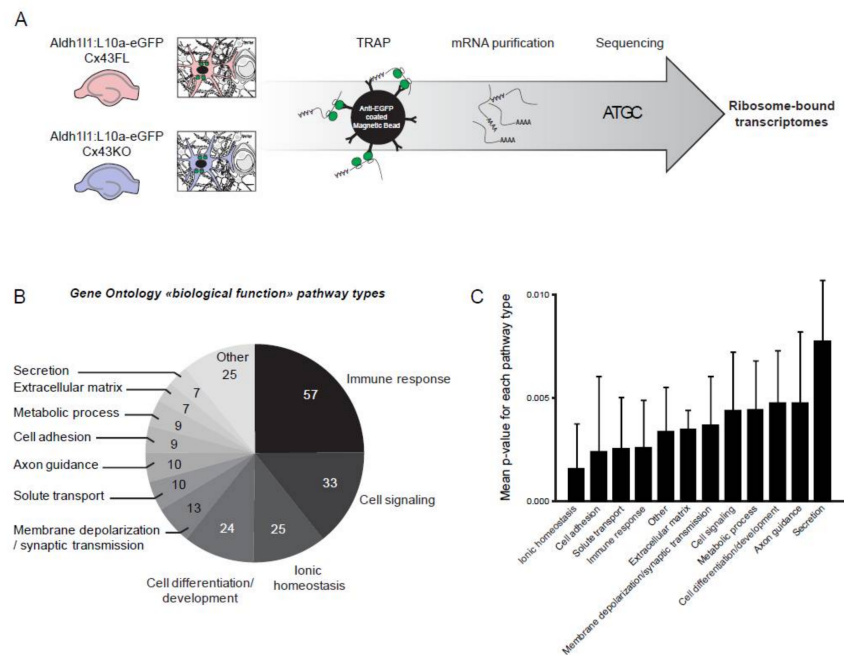 A
Aldh1l1:L10a-eGFP
Cx43FL
Aldh1l1:L10a-eGFP
Cx43KO
TRAP
mRNA purification
Sequencing
Anti-EGFP
coated
Magnetic Bead
AAAA
AAAA
AAAA
ATGC
Ribosome-bound
transcriptomes
B
Gene Ontology «biological function» pathway types
Other
25
Secretion
7
Extracellular matrix
7
Metabolic process
9
Cell adhesion
9
Axon guidance
10
Solute transport
10
Membrane depolarization
/ synaptic transmission
13
Cell differentiation/
development
24
Ionic
homeostasis
25
Cell signaling
33
Immune response
57
C
Mean p-value for each pathway type
0.010
0.005
0.000
Ionic homeostasis
Cell adhesion
Solute transport
Immune response
Other
Extracellular matrix
Membrane depolarization/synaptic transmission
Cell signaling
Metabolic process
Cell differentiation/development
Axon guidance
Secretion